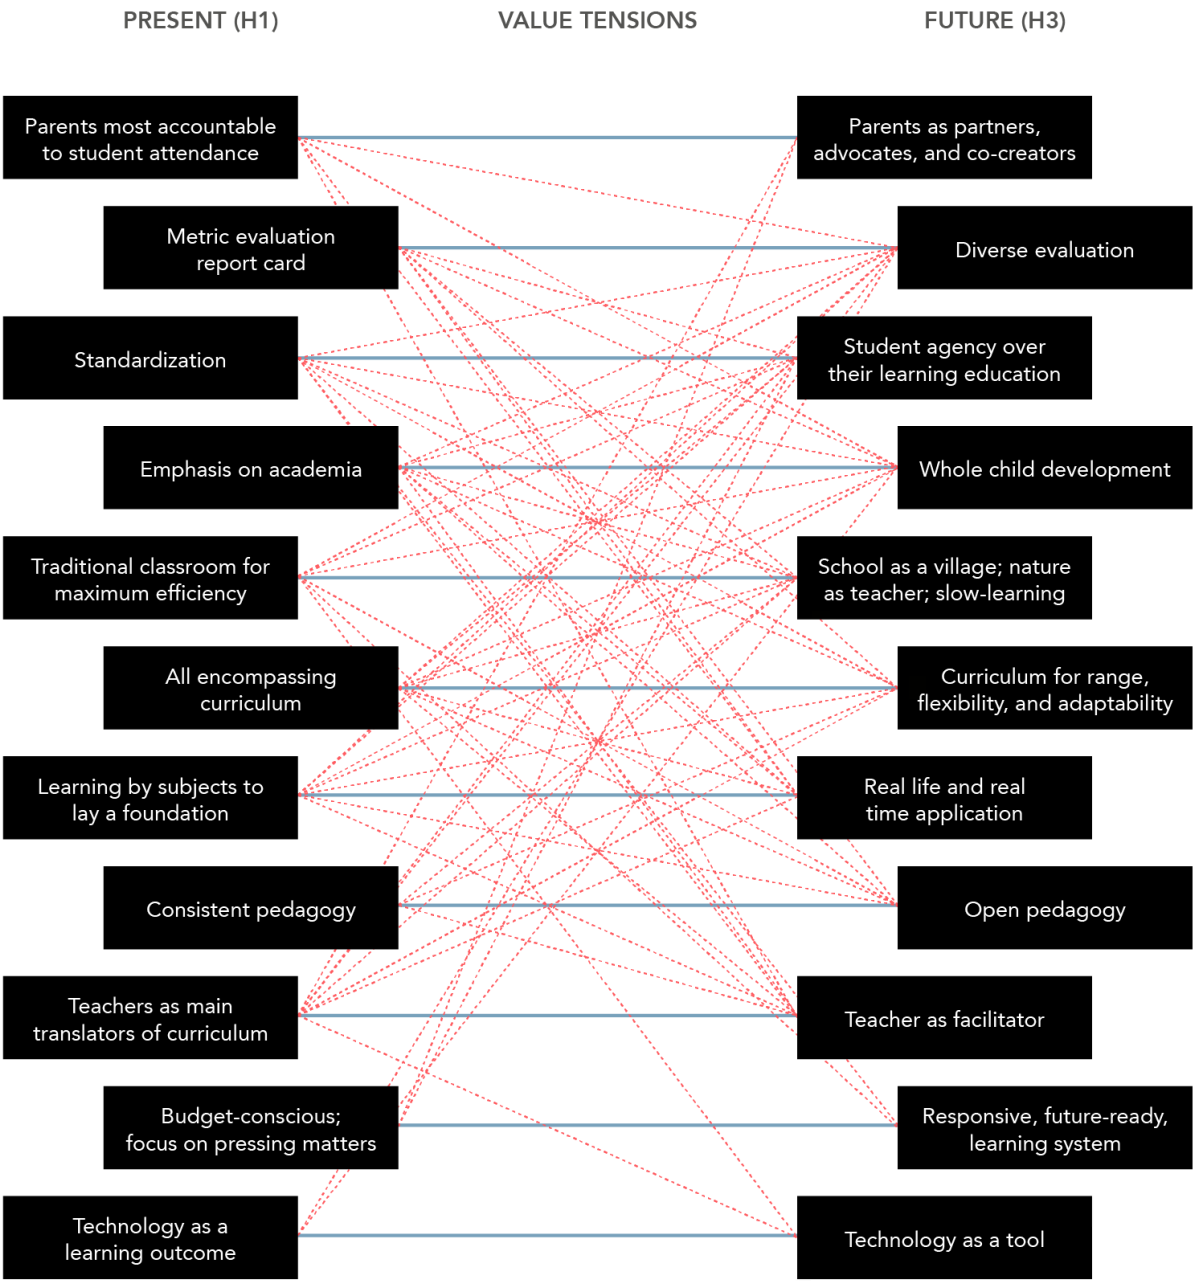 PRESENT (H1)
VALUE TENSIONS
FUTURE (H3)
Parents most accountable
to student attendance
Parents as partners,
advocates, and co-creators
Metric evaluation
report card
Diverse evaluation
Standardization
Student agency over
their learning education
Emphasis on academia
Whole child development
Traditional classroom for
maximum efficiency
School as a village; nature
as teacher; slow-learning
All encompassing
curriculum
Curriculum for range,
flexibility, and adaptability
Learning by subjects to
lay a foundation
Real life and real
time application
Consistent pedagogy
Open pedagogy
Teachers as main
translators of curriculum
Teacher as facilitator
Budget-conscious;
focus on pressing matters
Responsive, future-ready,
learning system
Technology as a
learning outcome
Technology as a tool